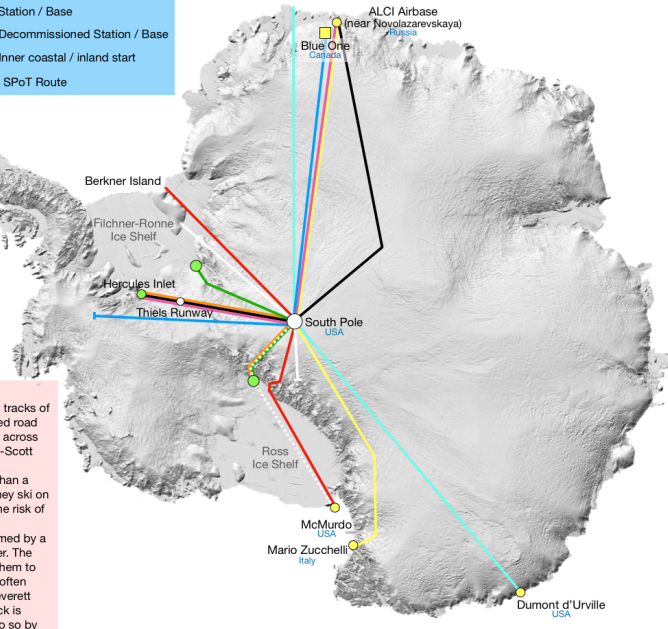 Station / Base
Decommissioned Station / Base
Inner coastal / inland start
SPoT Route
ALCI Airbase
(near Novolazarevskaya)
Russia
Blue One
Canada
Berkner Island
Filchner-Ronne
Ice Shelf
Hercules Inlet
Thiels Runway
South Pole
USA
Ross
Ice Shelf
McMurdo
USA
Mario Zucchelli
Italy
Dumont d'Urville
USA
tracks of
ed road
across
-Scott
han a
ney ski on
he risk of
med by a
er. The
hem to
often
everett
ck is
o so by